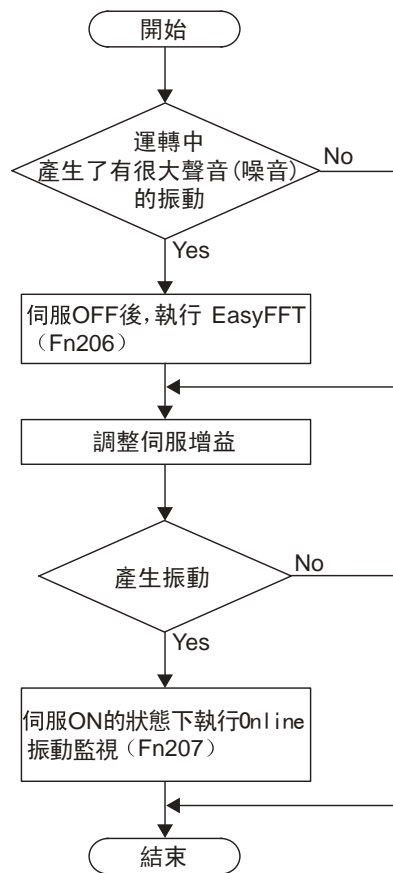 開始
運轉中
產生了有很大聲音(噪音)
的振動
No
Yes
伺服OFF後,執行 EasyFFT
（Fn206）
調整伺服增益
產生振動
No
Yes
伺服ON的狀態下執行Online
振動監視（Fn207）
結束